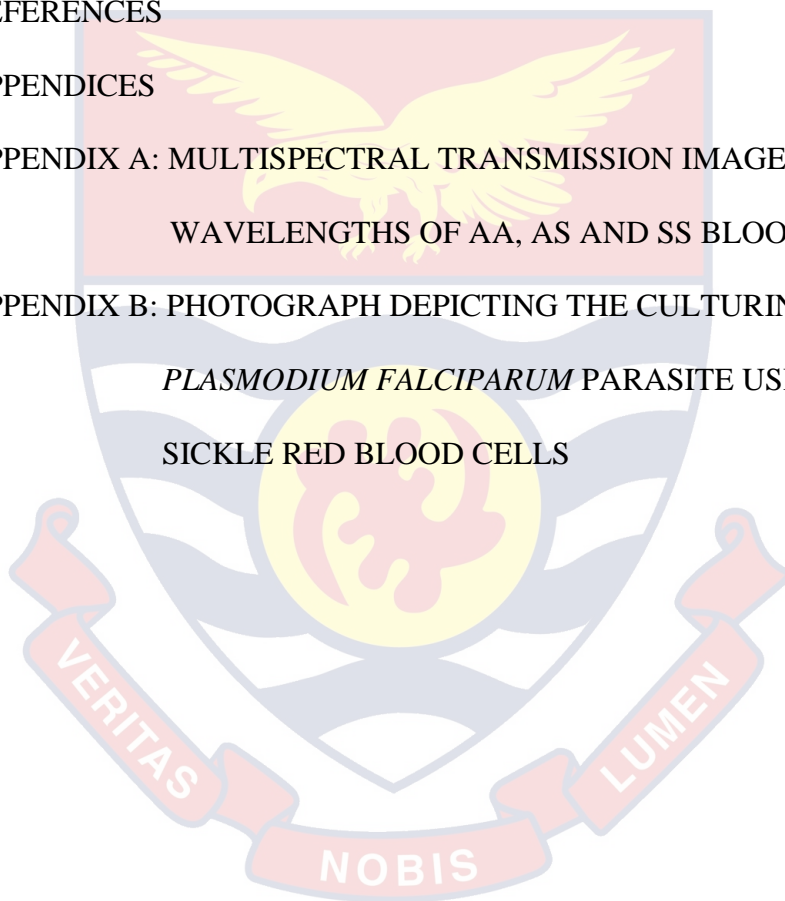 EFERENCES
PPENDICES
PPENDIX A: MULTISPECTRAL TRANSMISSION IMAGE
WAVELENGTHS OF AA, AS AND SS BLOO
PPENDIX B: PHOTOGRAPH DEPICTING THE CULTURIN
PLASMODIUM FALCIPARUM PARASITE USI
SICKLE RED BLOOD CELLS
VERITAS
NOBIS
LUMEN